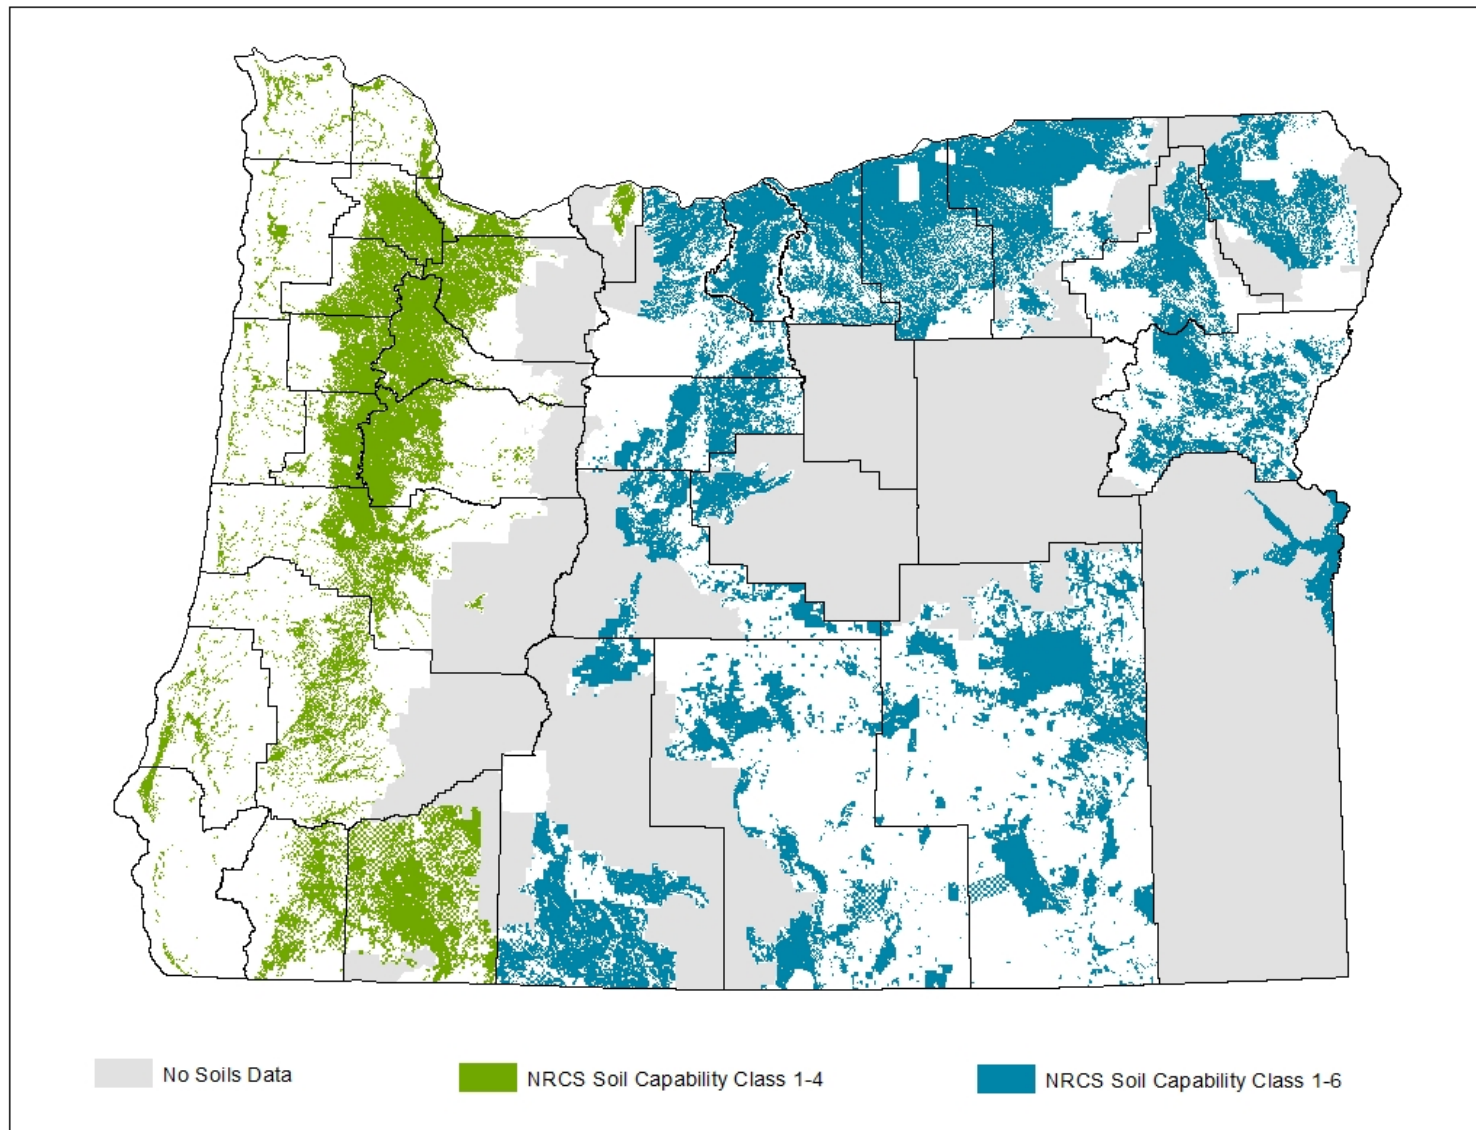 No Soils Data
NRCS Soil Capability Class 1-4
NRCS Soil Capability Class 1-6